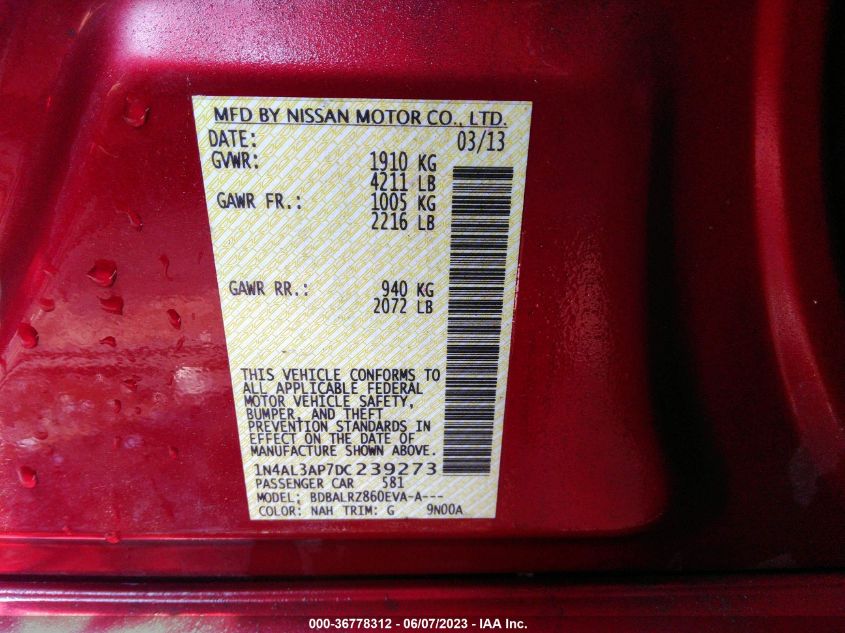 MFD BY NISSAN MOTOR CO., LTD.
DATE: 03/13
GVWR: 1910 KG
4211 LB
GAWR FR.: 1005 KG
2216 LB
GAWR RR.: 940 KG
2072 LB
THIS VEHICLE CONFORMS TO
ALL APPLICABLE FEDERAL
MOTOR VEHICLE SAFETY,
BUMPER, AND THEFT
PREVENTION STANDARDS IN
EFFECT ON THE DATE OF
MANUFACTURE SHOWN ABOVE.
1N4AL3AP7DC239273
PASSENGER CAR 581
MODEL: BDBALRZ860EVA-A---
COLOR: NAH TRIM: G 9N00A
000-36778312 - 06/07/2023 - IAA Inc.